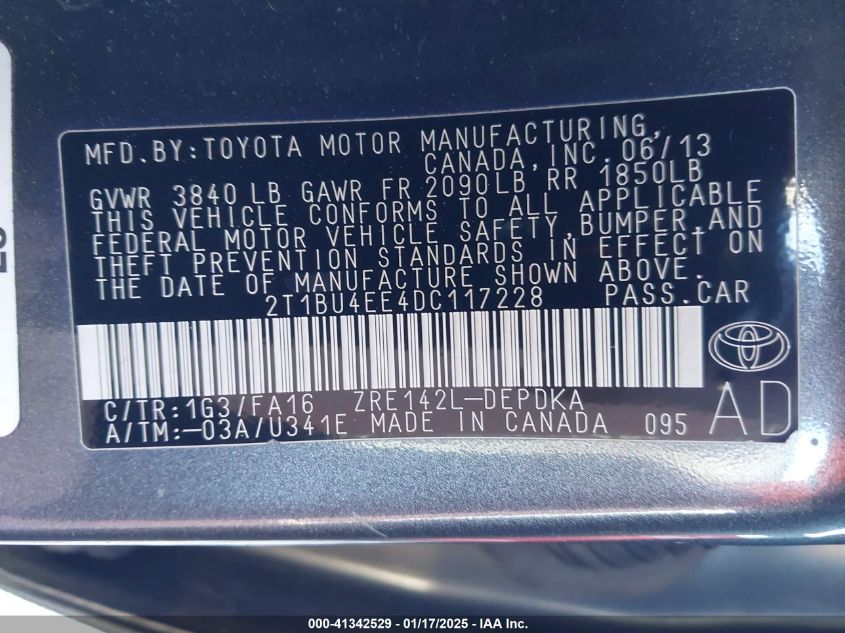 MFD.BY:TOYOTA MOTOR MANUFACTURING,
CANADA,INC.06/13
GVWR 3840 LB GAWR FR 2090LB RR 1850LB
THIS VEHICLE CONFORMS TO ALL APPLICABLE
FEDERAL MOTOR VEHICLE SAFETY,BUMPER,AND
THEFT PREVENTION STANDARDS IN EFFECT ON
THE DATE OF MANUFACTURE SHOWN ABOVE.
2T1BU4EE4DC117228 PASS.CAR
C/TR:1G3/FA16 ZRE142L-DEPDKA
A/TM:-03A/U341E MADE IN CANADA 095 AD
000-41342529 - 01/17/2025 - IAA Inc.